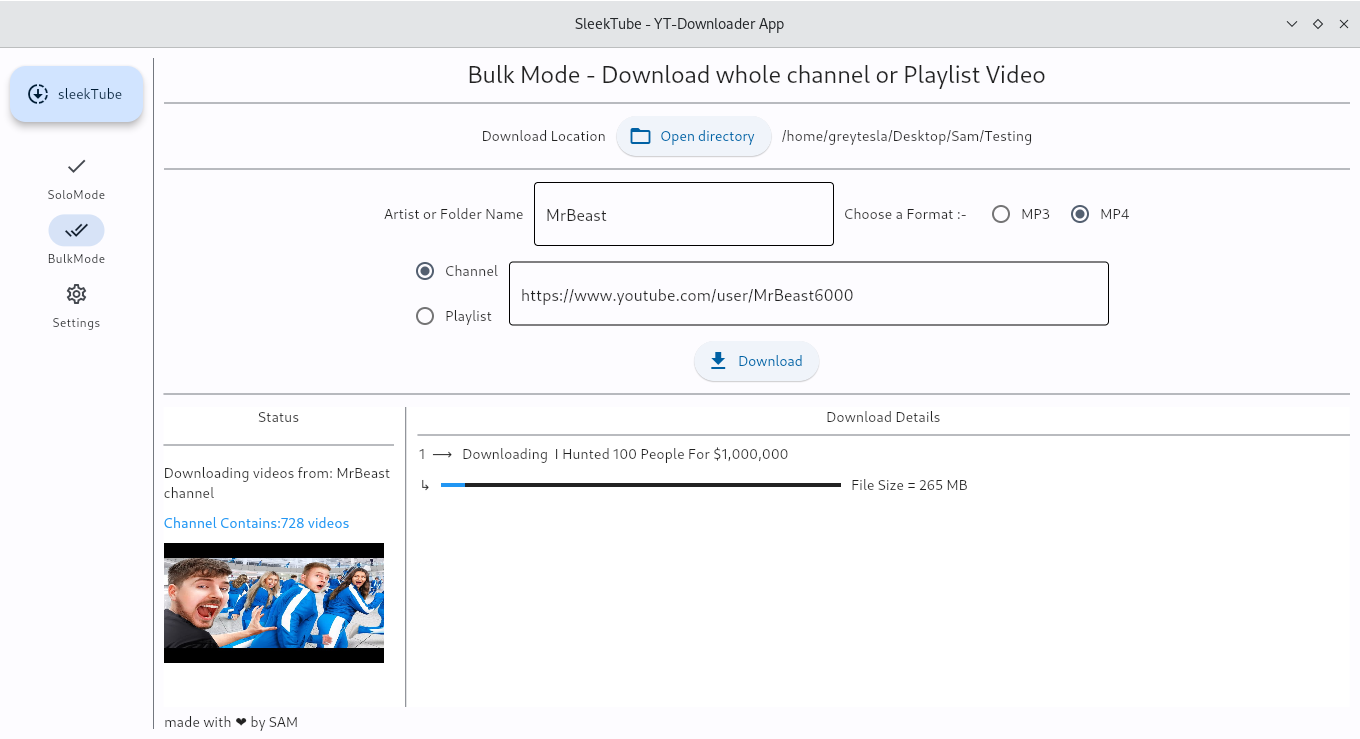 SleekTube - YT-Downloader App
sleekTube
SoloMode
BulkMode
Settings
Bulk Mode - Download whole channel or Playlist Video
Download Location Open directory /home/greytesla/Desktop/Sam/Testing
Artist or Folder Name MrBeast Choose a Format :- MP3 MP4
Channel
https://www.youtube.com/user/MrBeast6000
Playlist
Download
Status
Downloading videos from: MrBeast
channel
Channel Contains:728 videos
Download Details
1 ⟶ Downloading I Hunted 100 People For $1,000,000
↳ File Size = 265 MB
made with ❤ by SAM